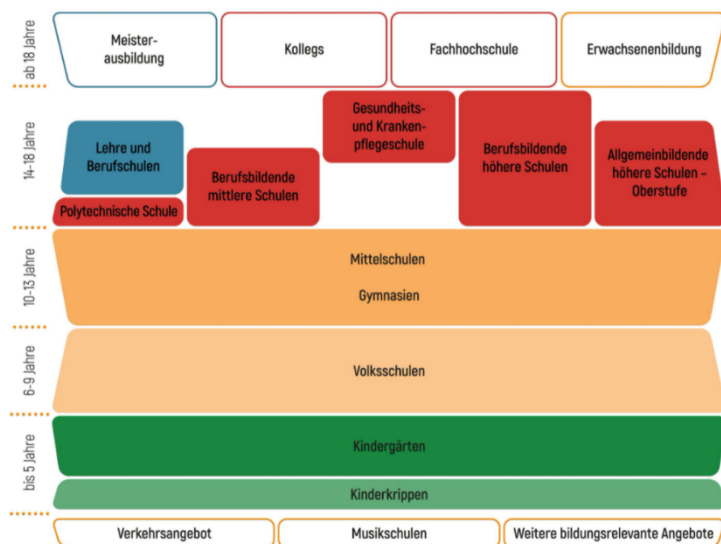 ab 18 Jahre
Meister-
ausbildung
Kollegs
Fachhochschule
Erwachsenenbildung
14-18 Jahre
Lehre und
Berufschulen
Polytechnische Schule
Berufsbildende
mittlere Schulen
Gesundheits-
und Kranken-
pflegeschule
Berufsbildende
höhere Schulen
Allgemeinbildende
höhere Schulen –
Oberstufe
10-13 Jahre
Mittelschulen
Gymnasien
6-9 Jahre
Volksschulen
bis 5 Jahre
Kindergärten
Kinderkrippen
Verkehrsangebot
Musikschulen
Weitere bildungsrelevante Angebote